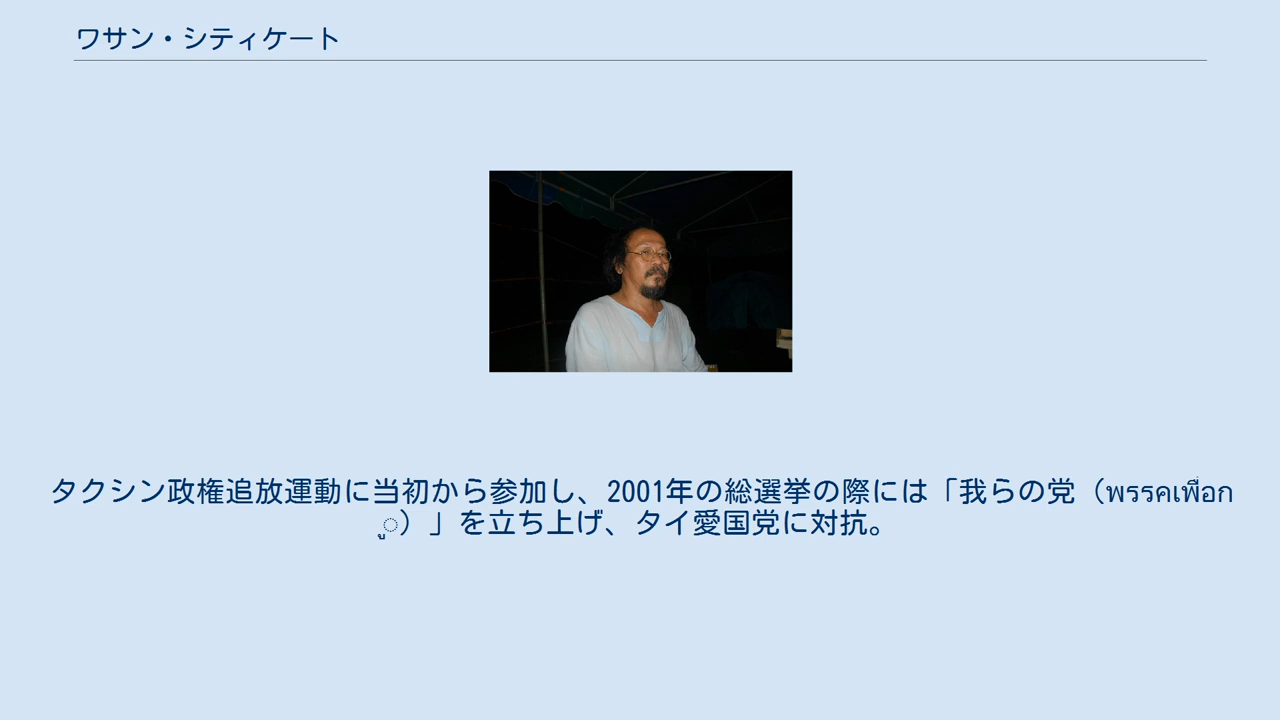 ワサン・シティケート
タクシン政権追放運動に当初から参加し、2001年の総選挙の際には「我らの党（พรรคเพื่อก
ู）」を立ち上げ、タイ愛国党に対抗。